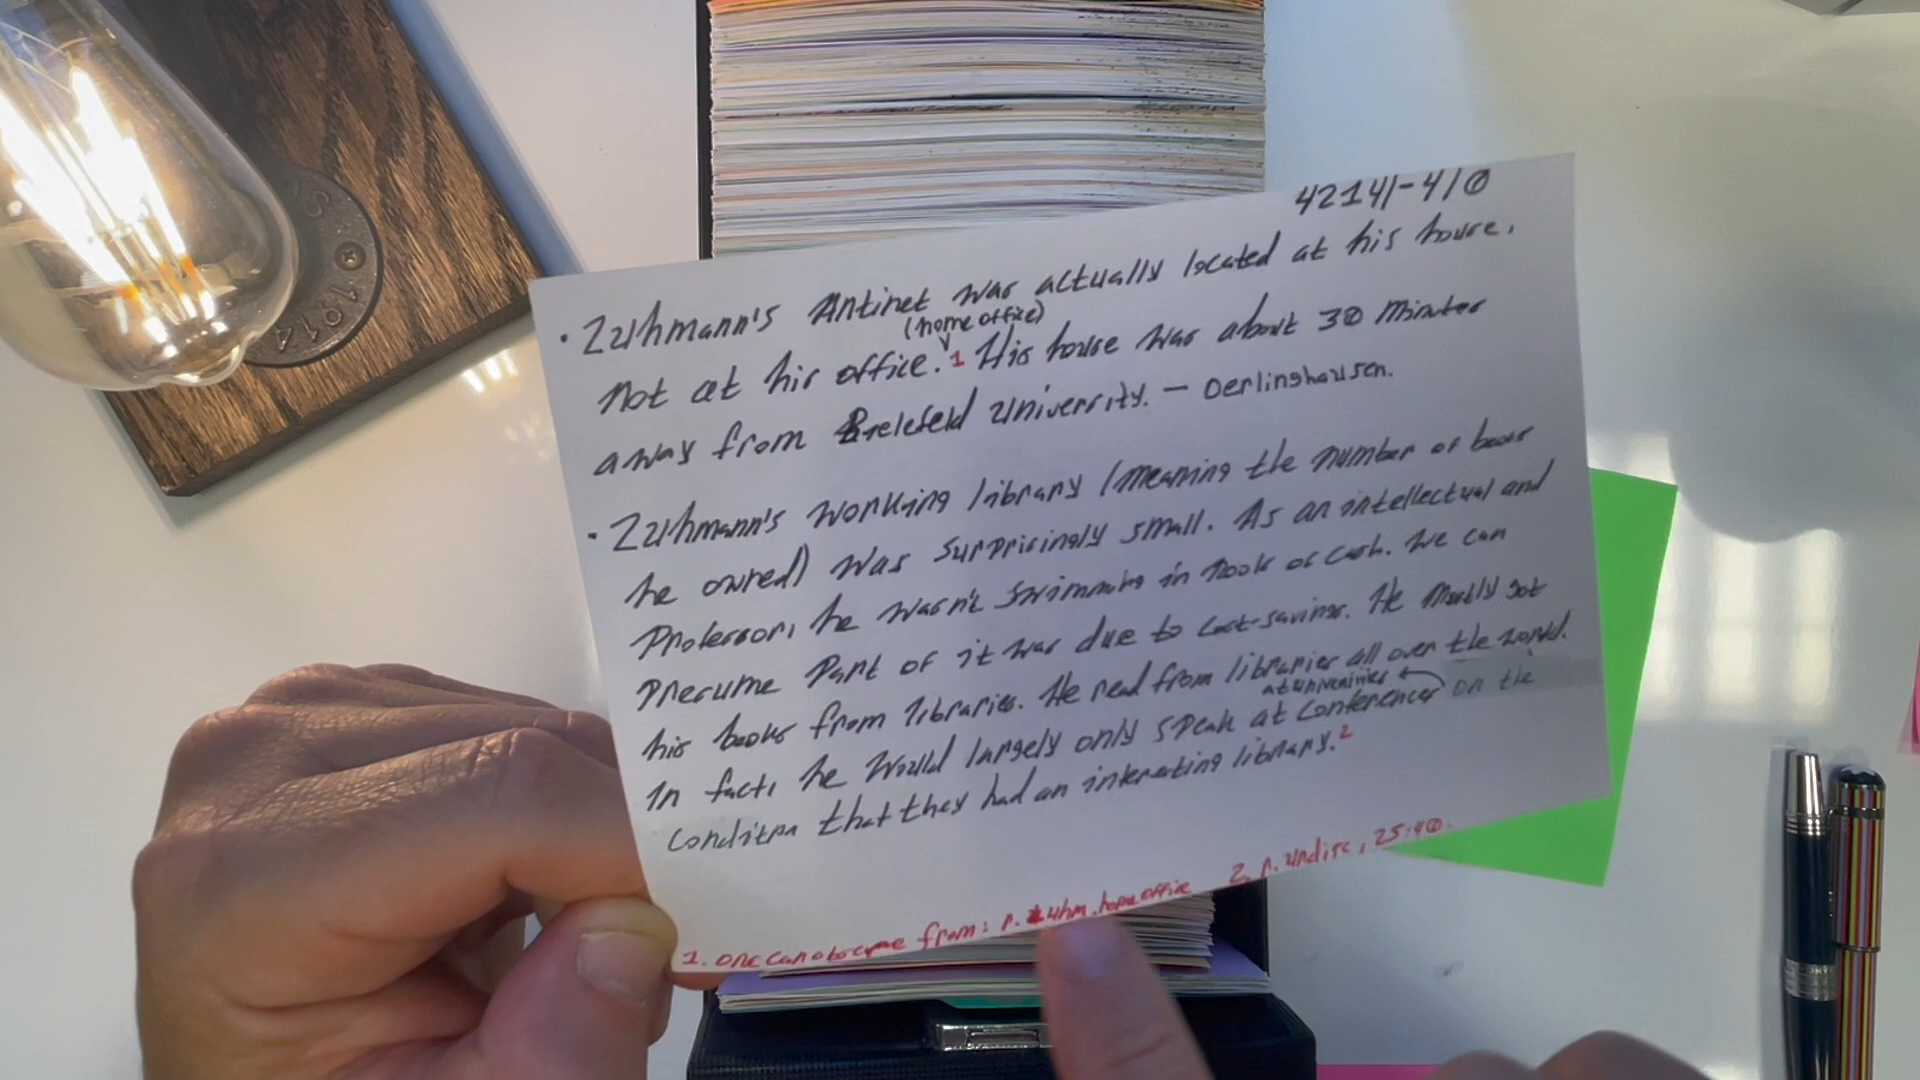 4214/-4/0
• Luhmann's Antinet was actually located at his house,
(home office)
not at his office.1 His house was about 30 minutes
away from Bielefeld University. — Oerlinghausen.
• Luhmann's working library (meaning the number of books
he owned) was surprisingly small. As an intellectual and
Professor, he wasn't swimming in pools of cash. We can
presume part of it was due to cost-savings. He mostly got
his books from libraries. He read from libraries all over the world.
at universities
In fact, he would largely only speak at conferences on the
condition that they had an interesting library.2
1. one can observe from: r. Luhm. home office 2. r. undisc, 25:40.
1014